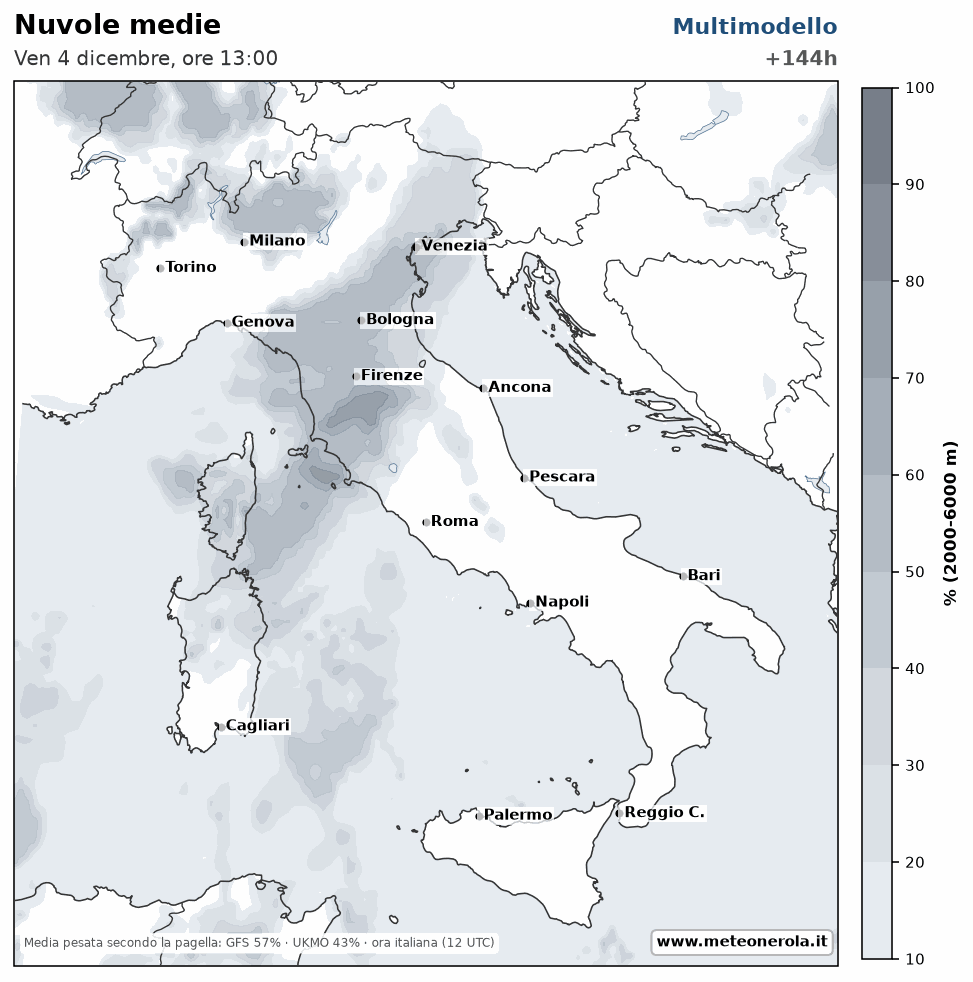 Nuvole medie
Multimodello
Ven 4 dicembre, ore 13:00
+144h
Milano
Venezia
Torino
Genova
Bologna
Firenze
Ancona
Pescara
Roma
Bari
Napoli
Cagliari
Palermo
Reggio C.
100
90
80
70
60
50
40
30
20
10
% (2000-6000 m)
Media pesata secondo la pagella: GFS 57% · UKMO 43% · ora italiana (12 UTC)
www.meteonerola.it